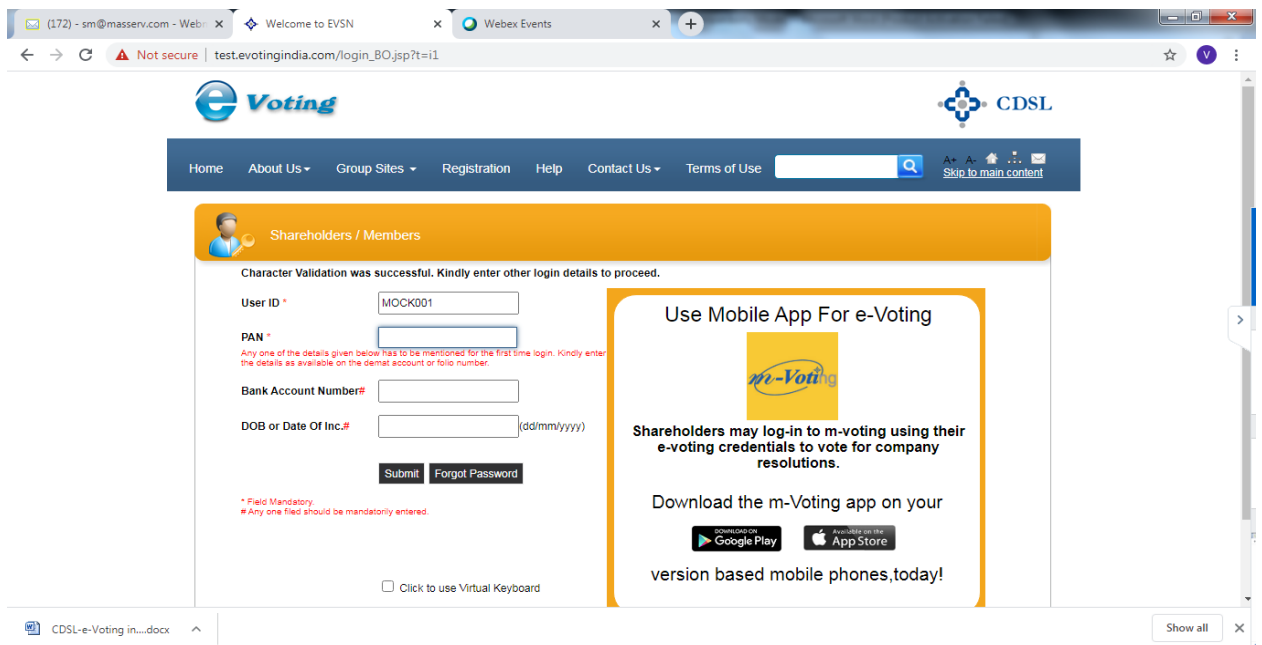 (172) - sm@masserv.com - Web
Welcome to EVSN
Webex Events
Not secure
test.evotingindia.com/login_BO.jsp?t=i1
V
e Voting
CDSL
Home
About Us
Group Sites
Registration
Help
Contact Us
Terms of Use
A+ A-
Skip to main content
Shareholders / Members
Character Validation was successful. Kindly enter other login details to proceed.
User ID *
MOCK001
PAN *
Any one of the details given below has to be mentioned for the first time login. Kindly enter
the details as available on the demat account or folio number.
Bank Account Number#
DOB or Date Of Inc.#
(dd/mm/yyyy)
Submit
Forgot Password
* Field Mandatory.
# Any one filed should be mandatorily entered.
Click to use Virtual Keyboard
Use Mobile App For e-Voting
m-Voting
Shareholders may log-in to m-voting using their
e-voting credentials to vote for company
resolutions.
Download the m-Voting app on your
DOWNLOAD ON
Google Play
Available on the
App Store
version based mobile phones,today!
CDSL-e-Voting in....docx
Show all